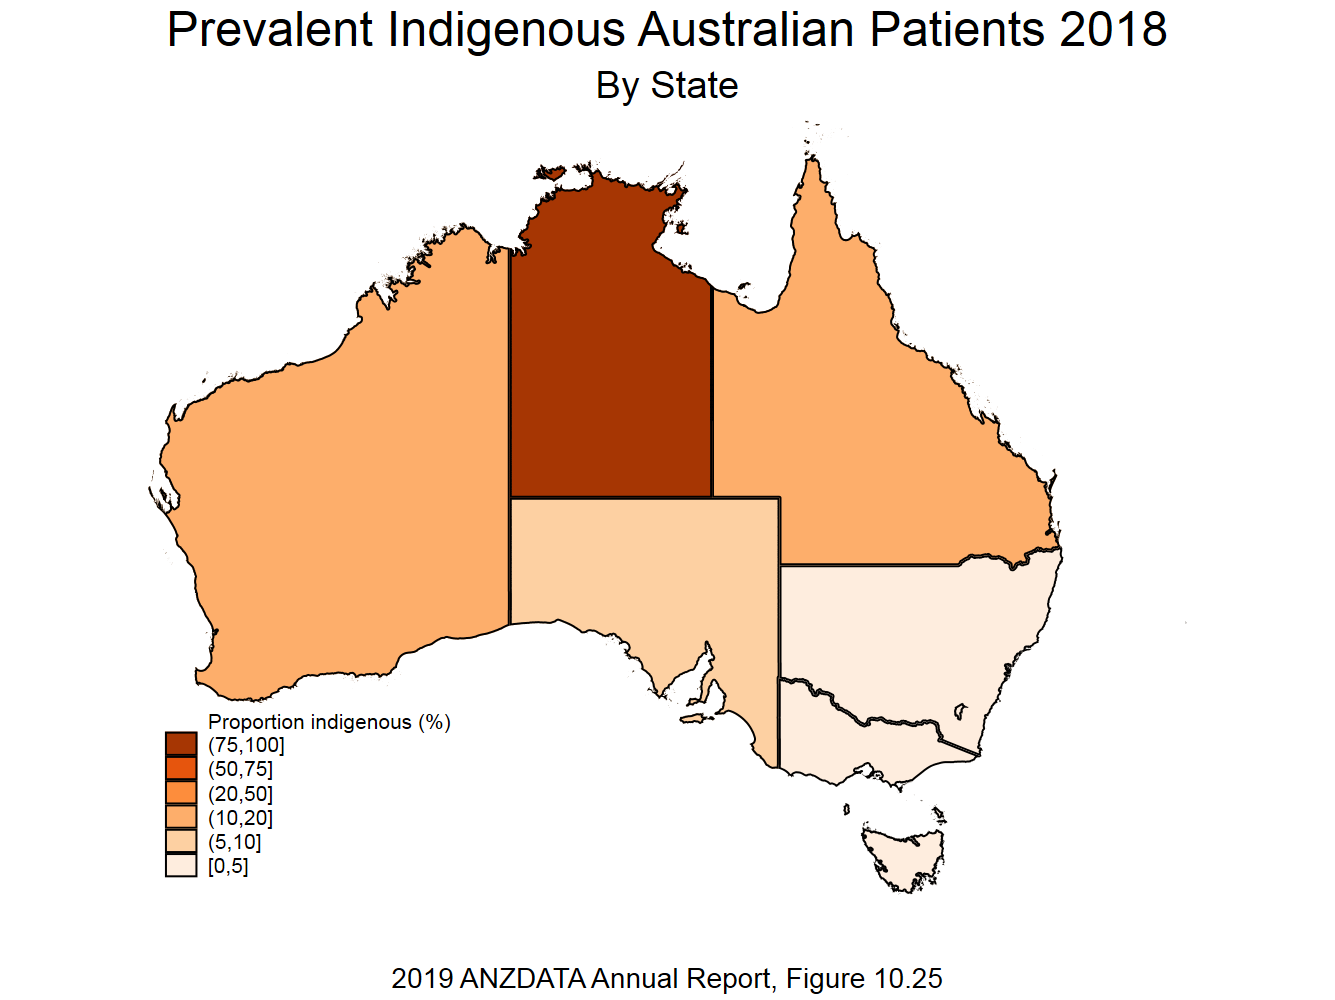 Prevalent Indigenous Australian Patients 2018
By State
Proportion indigenous (%)
(75,100]
(50,75]
(20,50]
(10,20]
(5,10]
[0,5]
2019 ANZDATA Annual Report, Figure 10.25